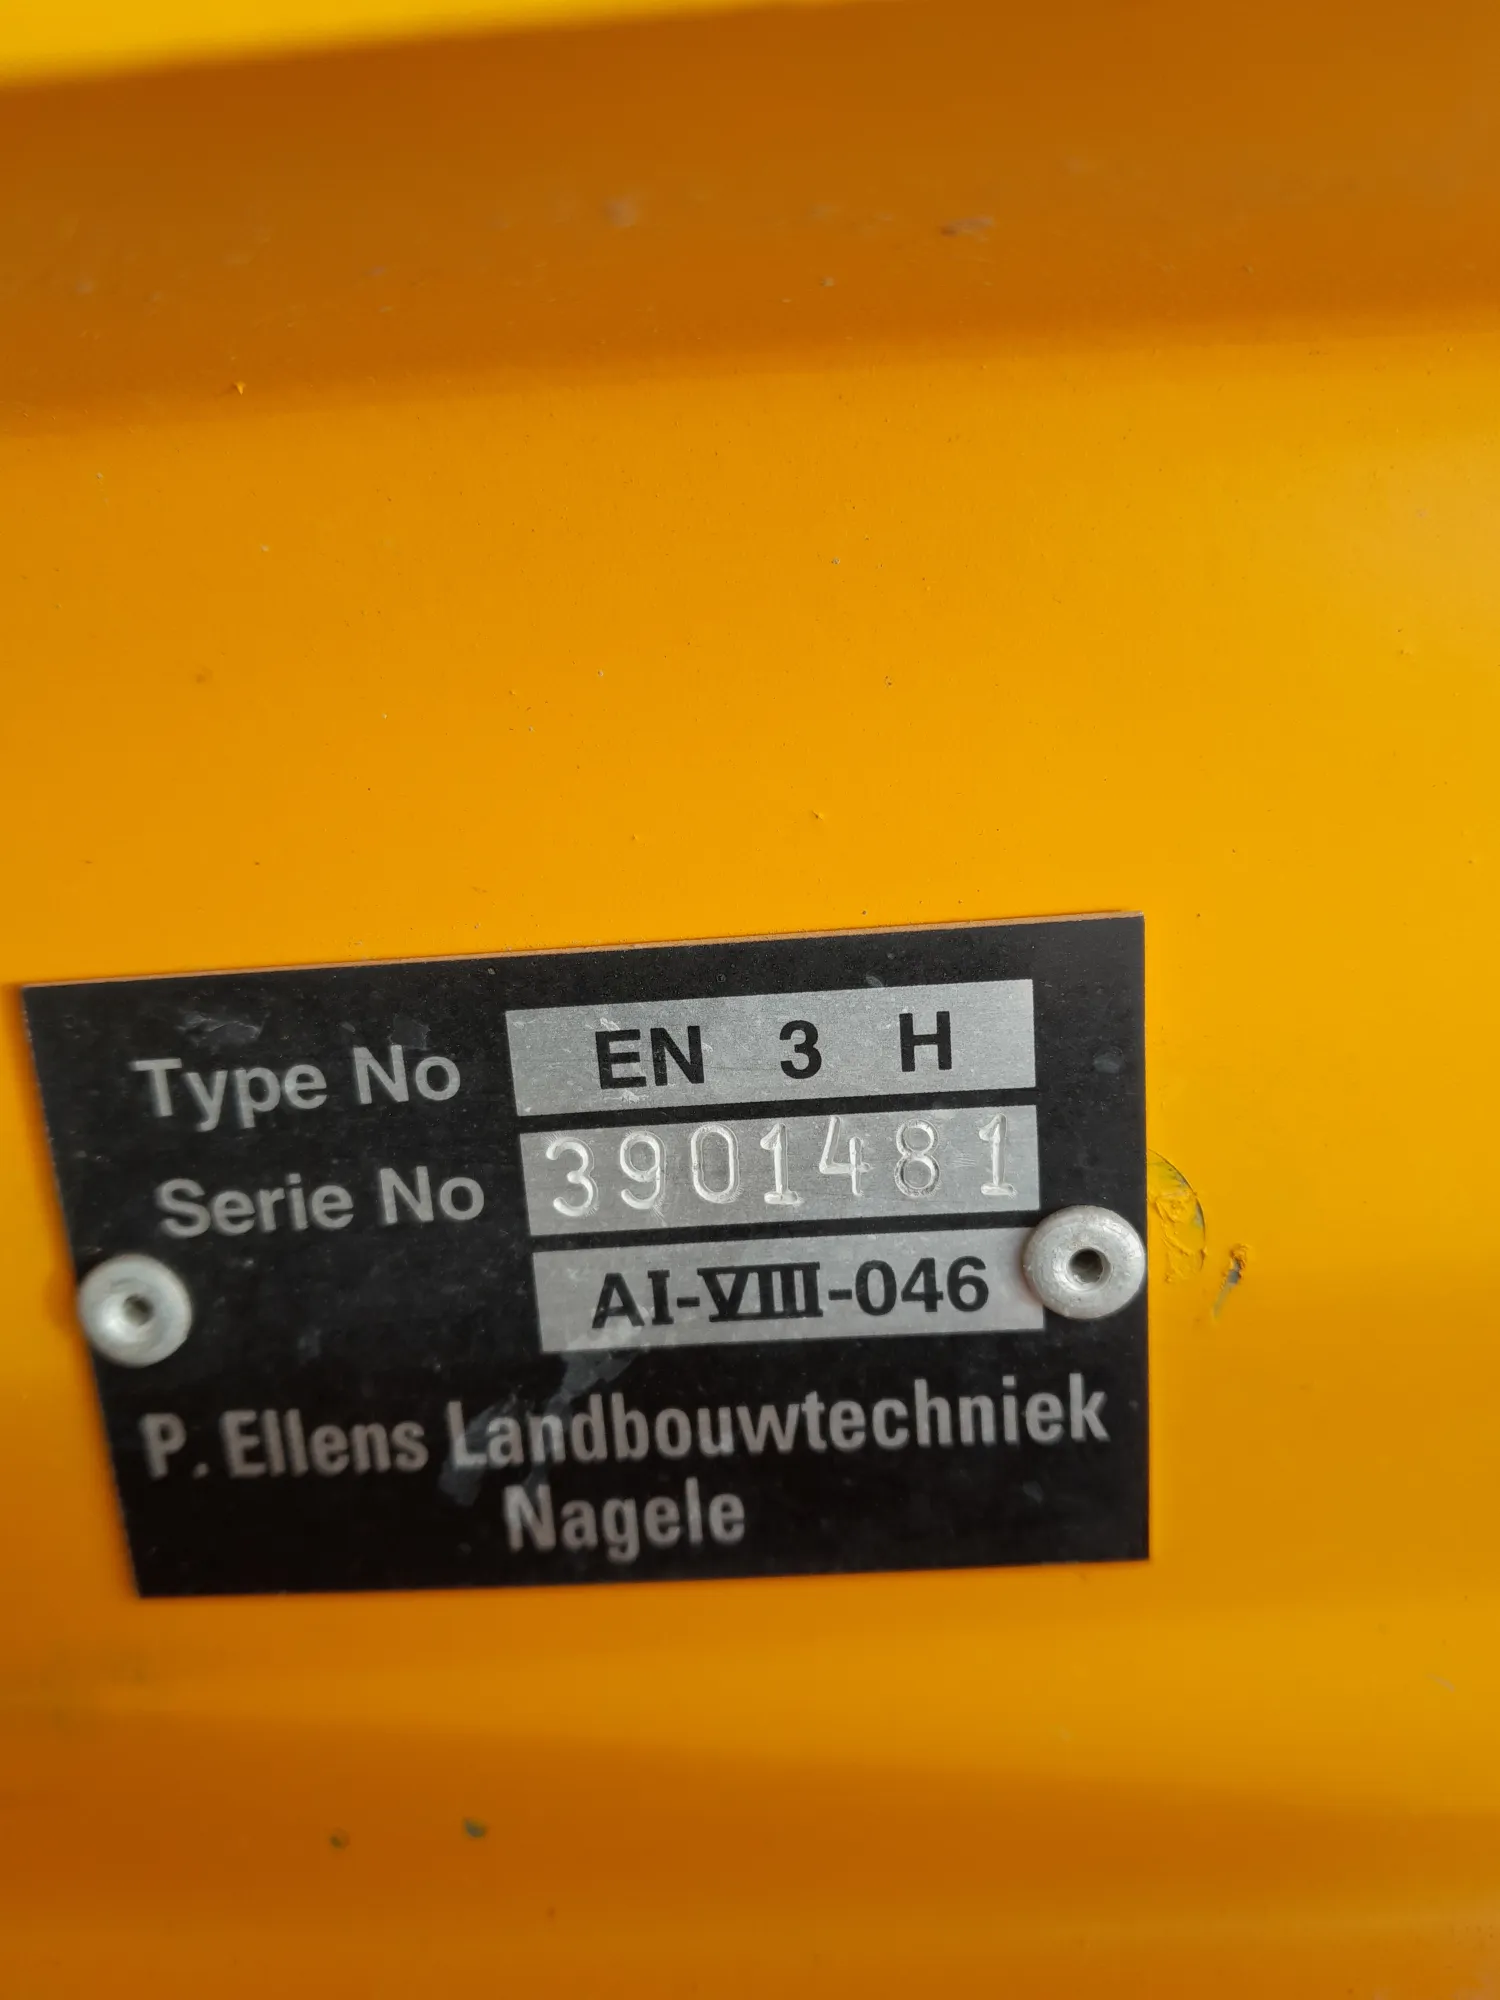 Type No EN 3 H
Serie No 3901481
AI-VIII-046
P. Ellens Landbouwtechniek
Nagele